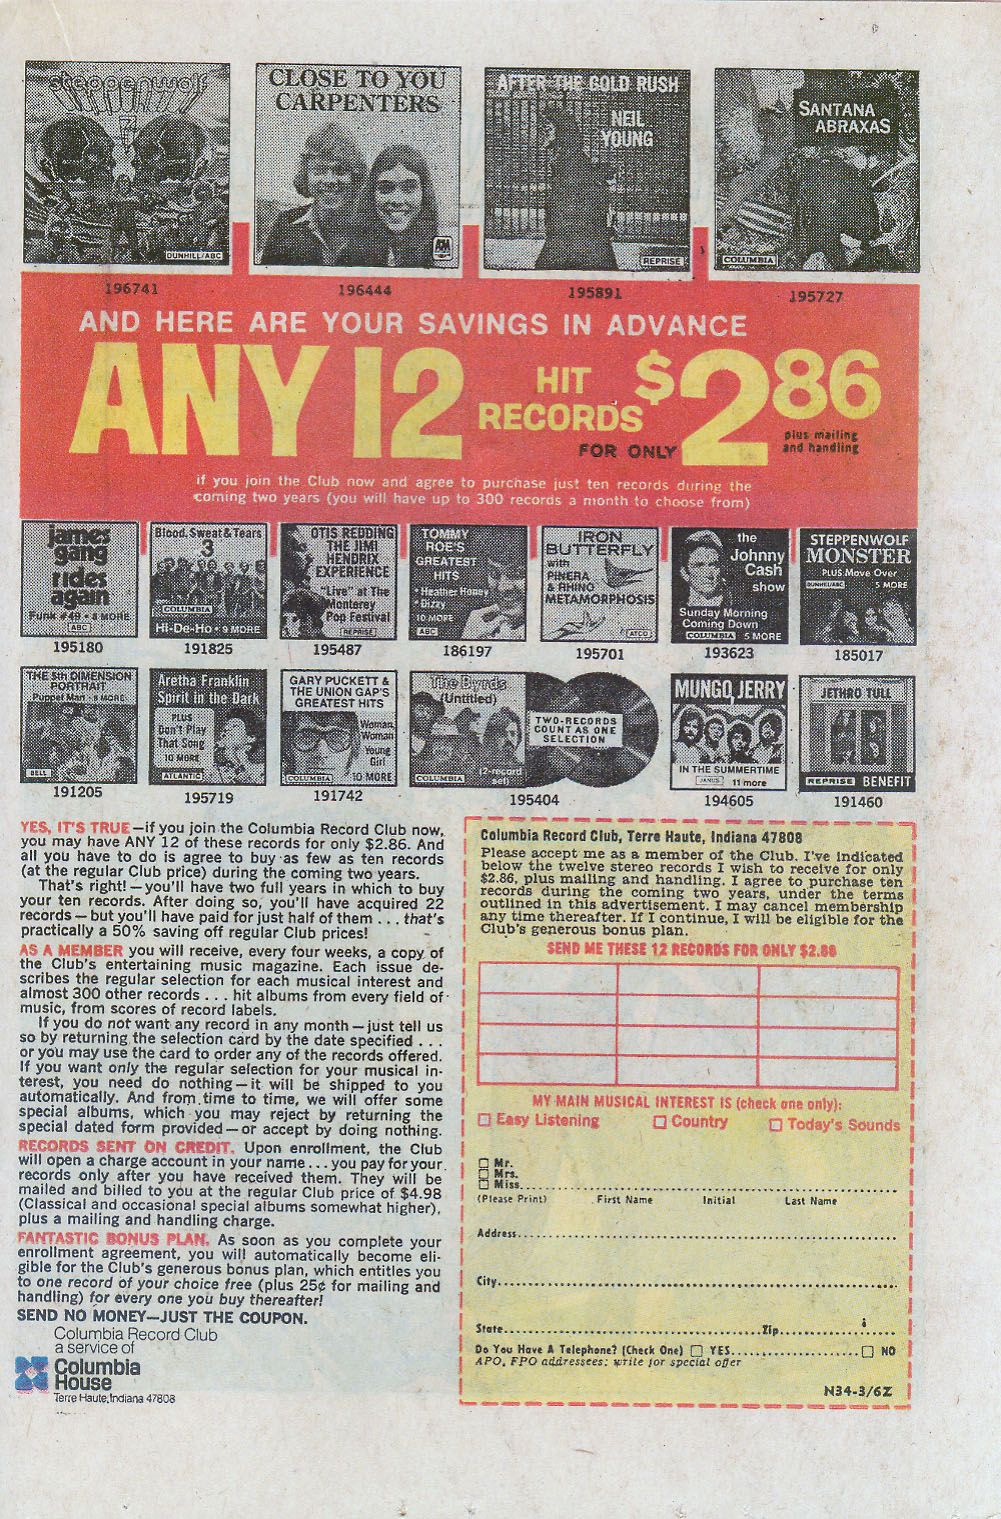 steppenwolf
7
DUNHILL/ABC
196741
CLOSE TO YOU
CARPENTERS
A&M
196444
AFTER THE GOLD RUSH
NEIL
YOUNG
REPRISE
195891
SANTANA
ABRAXAS
COLUMBIA
195727
AND HERE ARE YOUR SAVINGS IN ADVANCE
ANY 12 HIT RECORDS FOR ONLY $2.86
plus mailing
and handling
if you join the Club now and agree to purchase just ten records during the
coming two years (you will have up to 300 records a month to choose from)
james
gang
rides
again
Funk #49 • 8 MORE
ABC
195180
Blood, Sweat & Tears
3
COLUMBIA
Hi-De-Ho • 9 MORE
191825
OTIS REDDING
THE JIMI
HENDRIX
EXPERIENCE
"Live" at The
Monterey
Pop Festival
REPRISE
195487
TOMMY
ROE'S
GREATEST
HITS
• Heather Honey
• Dizzy
10 MORE
ABC
186197
IRON
BUTTERFLY
with
PINERA
& RHINO
METAMORPHOSIS
ATCO
195701
the
Johnny
Cash
show
Sunday Morning
Coming Down
COLUMBIA 5 MORE
193623
STEPPENWOLF
MONSTER
PLUS Move Over
DUNHILL/ABC 5 MORE
185017
THE 5th DIMENSION
PORTRAIT
Puppet Man • 8 MORE
BELL
191205
Aretha Franklin
Spirit in the Dark
PLUS
Don't Play
That Song
10 MORE
ATLANTIC
195719
GARY PUCKETT &
THE UNION GAP'S
GREATEST HITS
Woman,
Woman
Young
Girl
COLUMBIA 10 MORE
191742
The Byrds
(Untitled)
COLUMBIA
(2-record
set)
TWO-RECORDS
COUNT AS ONE
SELECTION
195404
MUNGO JERRY
IN THE SUMMERTIME
JANUS 11 more
194605
JETHRO TULL
REPRISE BENEFIT
191460
YES, IT'S TRUE—if you join the Columbia Record Club now,
you may have ANY 12 of these records for only $2.86. And
all you have to do is agree to buy as few as ten records
(at the regular Club price) during the coming two years.
That's right!—you'll have two full years in which to buy
your ten records. After doing so, you'll have acquired 22
records—but you'll have paid for just half of them . . . that's
practically a 50% saving off regular Club prices!
AS A MEMBER you will receive, every four weeks, a copy of
the Club's entertaining music magazine. Each issue de-
scribes the regular selection for each musical interest and
almost 300 other records . . . hit albums from every field of
music, from scores of record labels.
If you do not want any record in any month—just tell us
so by returning the selection card by the date specified . . .
or you may use the card to order any of the records offered.
If you want only the regular selection for your musical in-
terest, you need do nothing—it will be shipped to you
automatically. And from time to time, we will offer some
special albums, which you may reject by returning the
special dated form provided—or accept by doing nothing.
RECORDS SENT ON CREDIT. Upon enrollment, the Club
will open a charge account in your name . . . you pay for your
records only after you have received them. They will be
mailed and billed to you at the regular Club price of $4.98
(Classical and occasional special albums somewhat higher),
plus a mailing and handling charge.
FANTASTIC BONUS PLAN. As soon as you complete your
enrollment agreement, you will automatically become eli-
gible for the Club's generous bonus plan, which entitles you
to one record of your choice free (plus 25¢ for mailing and
handling) for every one you buy thereafter!
SEND NO MONEY—JUST THE COUPON.
Columbia Record Club
a service of
Columbia
House
Terre Haute, Indiana 47808
Columbia Record Club, Terre Haute, Indiana 47808
Please accept me as a member of the Club. I've indicated
below the twelve stereo records I wish to receive for only
$2.86, plus mailing and handling. I agree to purchase ten
records during the coming two years, under the terms
outlined in this advertisement. I may cancel membership
any time thereafter. If I continue, I will be eligible for the
Club's generous bonus plan.
SEND ME THESE 12 RECORDS FOR ONLY $2.86
MY MAIN MUSICAL INTEREST IS (check one only):
Easy Listening Country Today's Sounds
Mr.
Mrs.
Miss
(Please Print) First Name Initial Last Name
Address
City
State Zip
Do You Have A Telephone? (Check One) YES NO
APO, FPO addressees: write for special offer
N34-3/6Z